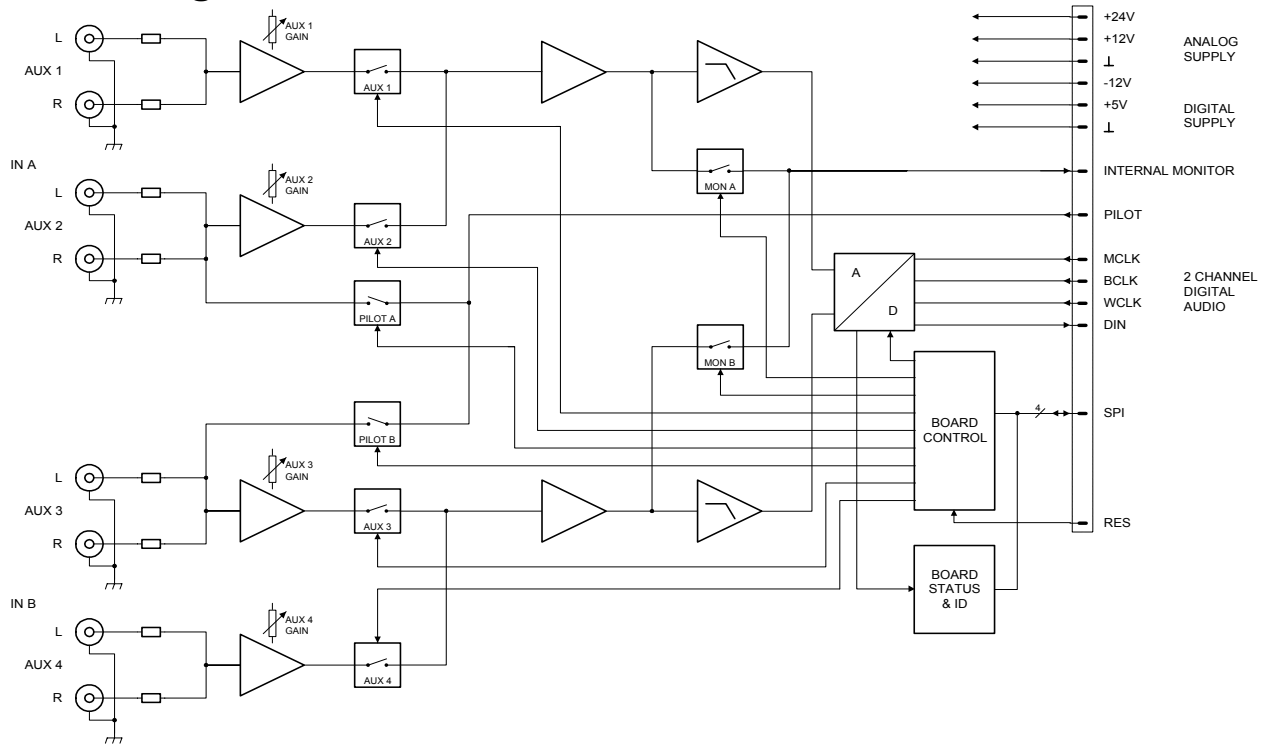 AUX 1
GAIN
+24V
L
+12V
ANALOG
SUPPLY
AUX 1
⊥
-12V
AUX 1
R
+5V
DIGITAL
SUPPLY
⊥
IN A
MON A
INTERNAL MONITOR
AUX 2
GAIN
L
PILOT
AUX 2
AUX 2
R
MCLK
A
BCLK
2 CHANNEL
DIGITAL
AUDIO
WCLK
D
PILOT A
DIN
MON B
4
SPI
BOARD
CONTROL
PILOT B
AUX 3
GAIN
L
AUX 3
AUX 3
RES
R
BOARD
STATUS
& ID
IN B
AUX 4
GAIN
L
AUX 4
AUX 4
R